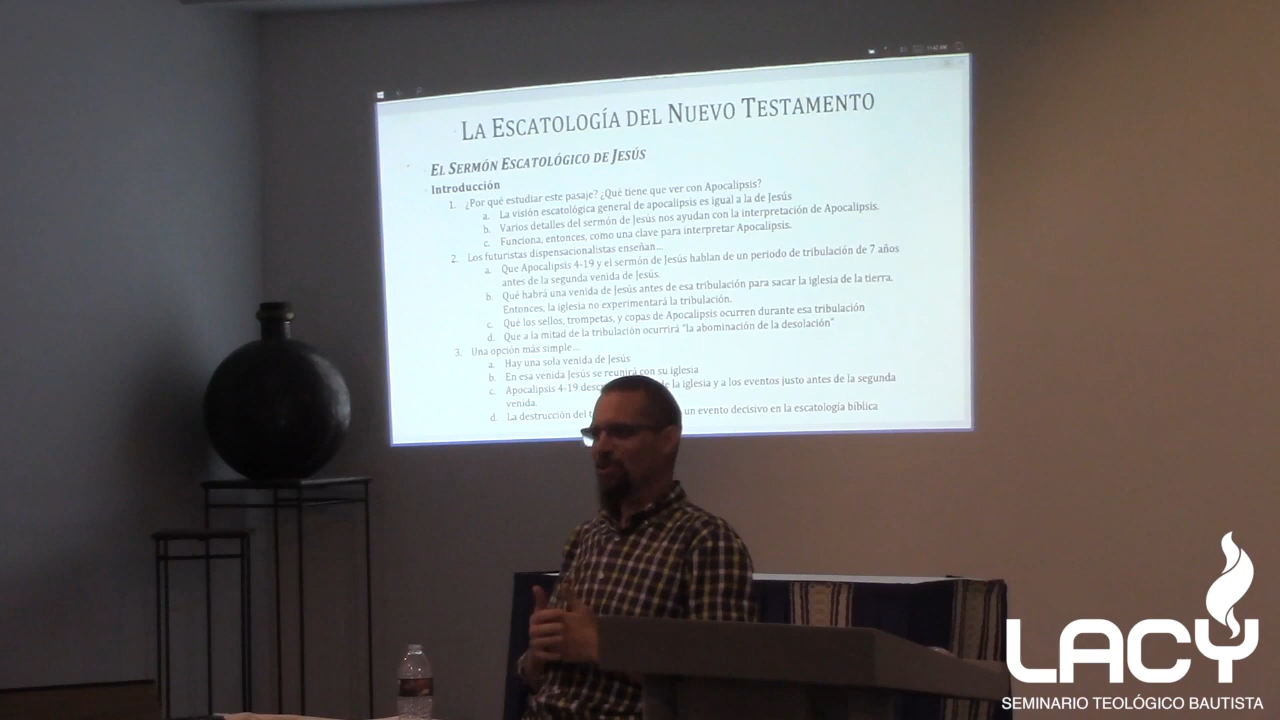 11:42 AM
LA ESCATOLOGÍA DEL NUEVO TESTAMENTO
EL SERMÓN ESCATOLÓGICO DE JESÚS
Introducción
1. ¿Por qué estudiar este pasaje? ¿Qué tiene que ver con Apocalipsis?
a. La visión escatológica general de apocalipsis es igual a la de Jesús
b. Varios detalles del sermón de Jesús nos ayudan con la interpretación de Apocalipsis.
c. Funciona, entonces, como una clave para interpretar Apocalipsis.
2. Los futuristas dispensacionalistas enseñan...
a. Que Apocalipsis 4-19 y el sermón de Jesús hablan de un periodo de tribulación de 7 años
antes de la segunda venida de Jesús.
b. Qué habrá una venida de Jesús antes de esa tribulación para sacar la iglesia de la tierra.
Entonces, la iglesia no experimentará la tribulación.
c. Qué los sellos, trompetas, y copas de Apocalipsis ocurren durante esa tribulación
d. Que a la mitad de la tribulación ocurrirá "la abominación de la desolación"
3. Una opción más simple...
a. Hay una sola venida de Jesús
b. En esa venida Jesús se reunirá con su iglesia
c. Apocalipsis 4-19 desc de la iglesia y a los eventos justo antes de la segunda
venida.
d. La destrucción del un evento decisivo en la escatología bíblica
LACY
SEMINARIO TEOLÓGICO BAUTISTA